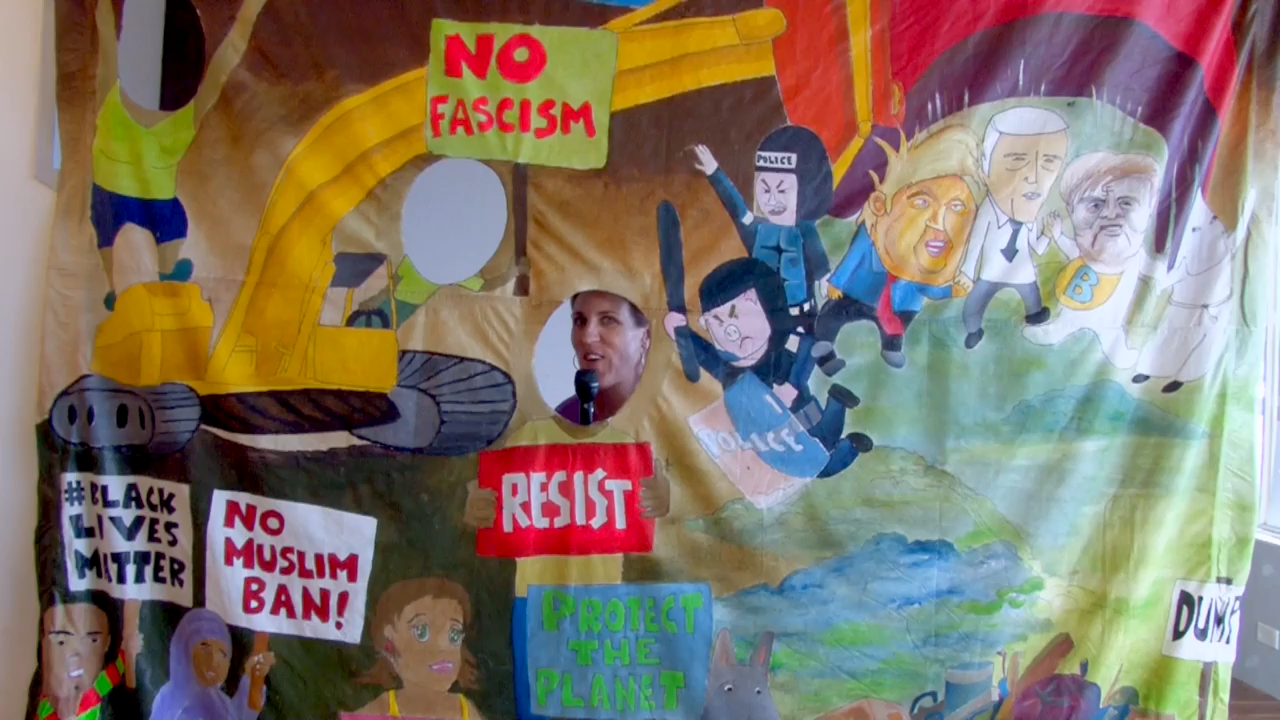 NO
FASCISM
POLICE
B
POLICE
RESIST
#BLACK
LIVES
MATTER
NO
MUSLIM
BAN!
PROTECT
THE
PLANET
DUMP